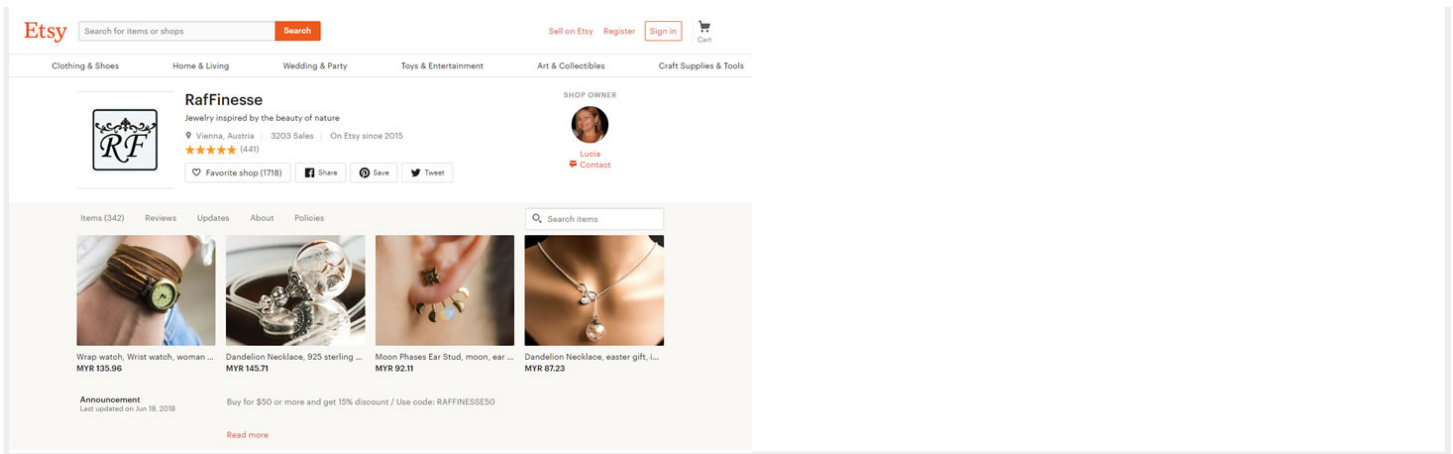 Etsy
Search for items or shops
Search
Sell on Etsy
Register
Sign in
Cart
Clothing & Shoes
Home & Living
Wedding & Party
Toys & Entertainment
Art & Collectibles
Craft Supplies & Tools
RF
RafFinesse
Jewelry inspired by the beauty of nature
Vienna, Austria | 3203 Sales | On Etsy since 2015
(441)
Favorite shop (1718)
Share
Save
Tweet
SHOP OWNER
Lucia
Contact
Items (342)
Reviews
Updates
About
Policies
Search items
Wrap watch, Wrist watch, woman ...
MYR 135.96
Dandelion Necklace, 925 sterling ...
MYR 145.71
Moon Phases Ear Stud, moon, ear ...
MYR 92.11
Dandelion Necklace, easter gift, i...
MYR 87.23
Announcement
Last updated on Jun 18, 2018
Buy for $50 or more and get 15% discount / Use code: RAFFINESSE50
Read more